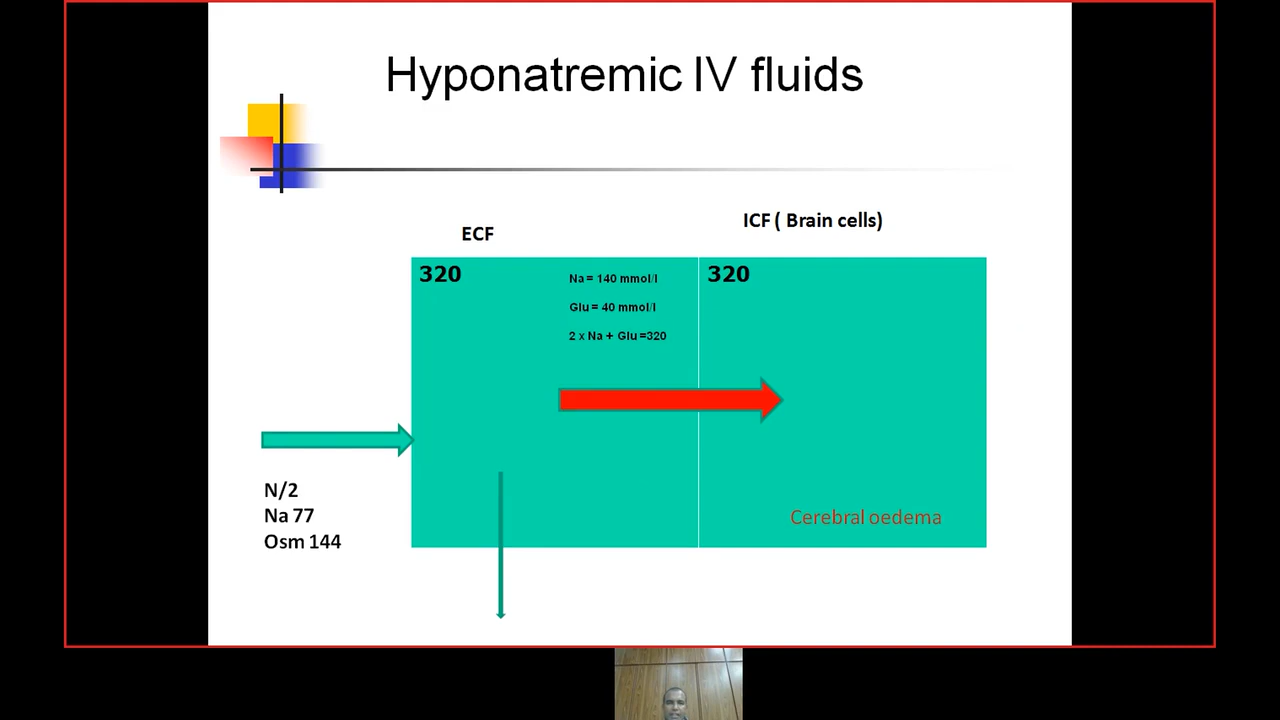 Hyponatremic IV fluids
ECF
ICF ( Brain cells)
320
Na = 140 mmol/l
Glu = 40 mmol/l
2 x Na + Glu =320
320
N/2
Na 77
Osm 144
Cerebral oedema